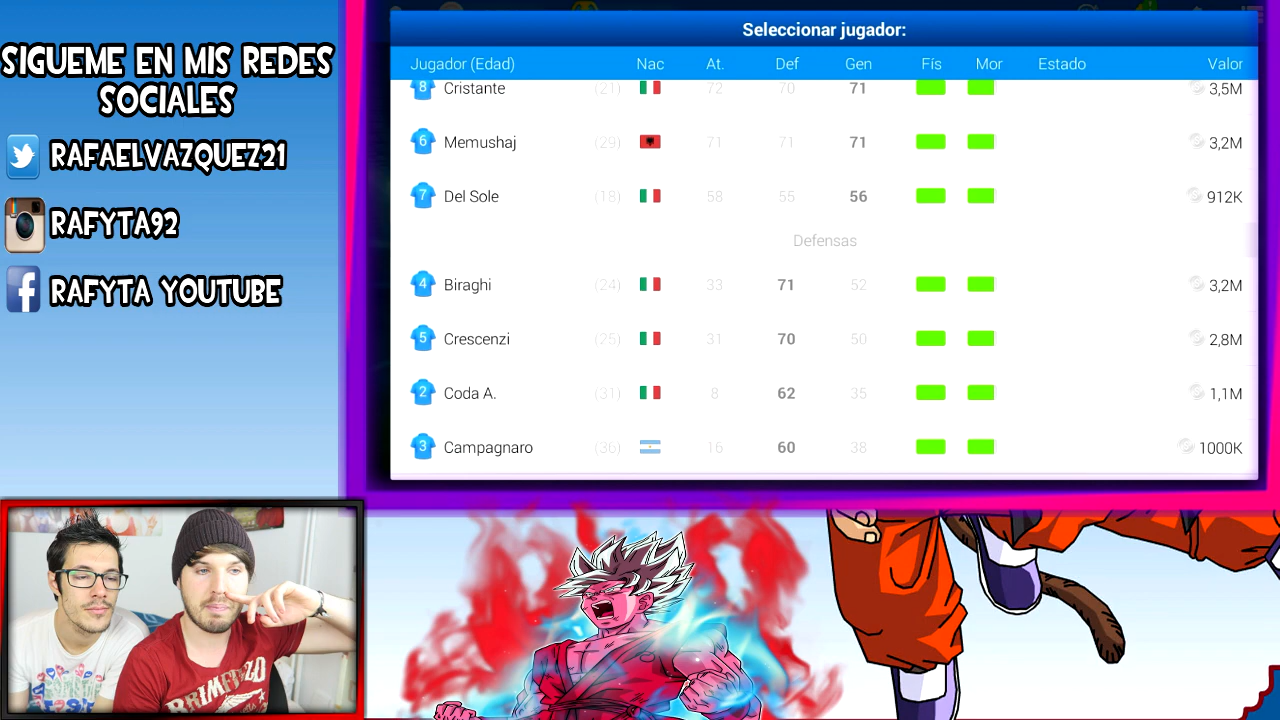 SIGUEME EN MIS REDES
SOCIALES
RAFAELVAZQUEZ21
RAFYTA92
RAFYTA YOUTUBE
Seleccionar jugador:
Jugador (Edad) Nac At. Def Gen Fís Mor Estado Valor
8 Cristante (21) 72 70 71 3,5M
6 Memushaj (29) 71 71 71 3,2M
7 Del Sole (18) 58 55 56 912K
Defensas
4 Biraghi (24) 33 71 52 3,2M
5 Crescenzi (25) 31 70 50 2,8M
2 Coda A. (31) 8 62 35 1,1M
3 Campagnaro (36) 16 60 38 1000K